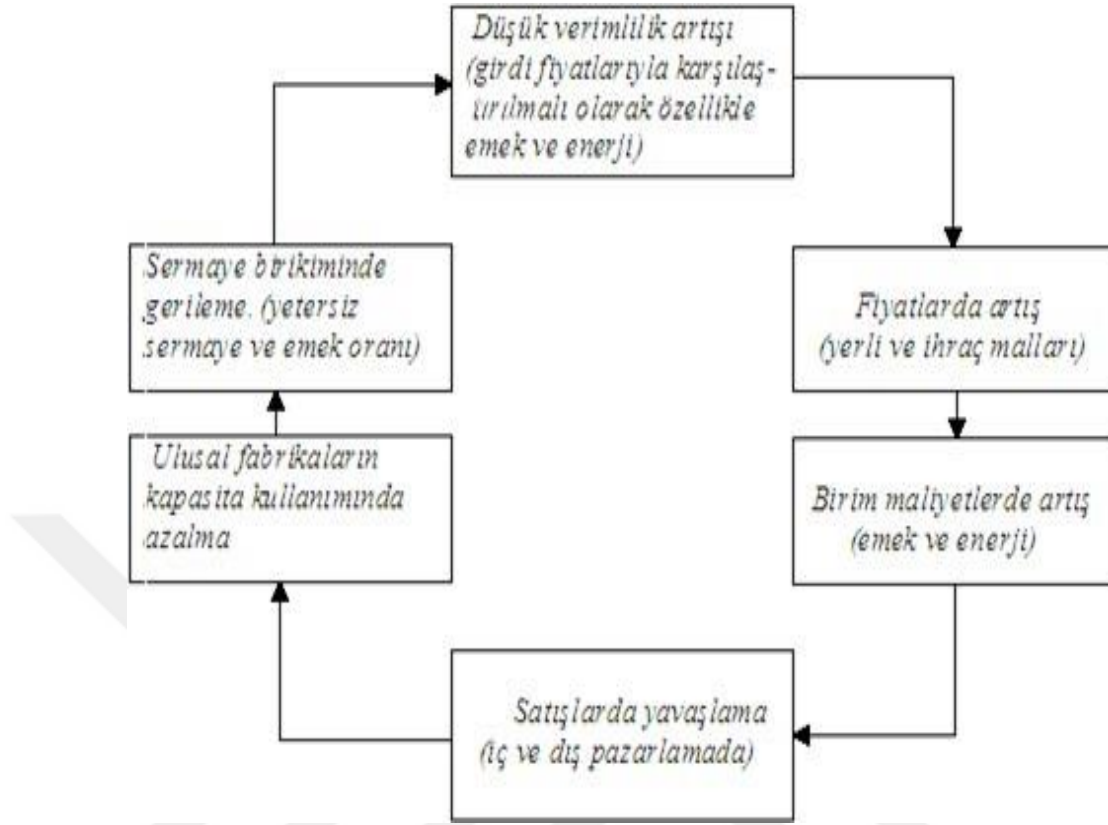 Düşük verimlilik artışı
(girdi fiyatlarıyla karşılaş-
tırılmalı olarak özellikle
emek ve enerji)
Fiyatlarda artış
(yerli ve ihraç malları)
Birim maliyetlerde artış
(emek ve enerji)
Satışlarda yavaşlama
(iç ve dış pazarlamada)
Ulusal fabrikaların
kapasita kullanımında
azalma
Sermaye birikiminde
gerileme. (yetersiz
sermaye ve emek oranı)